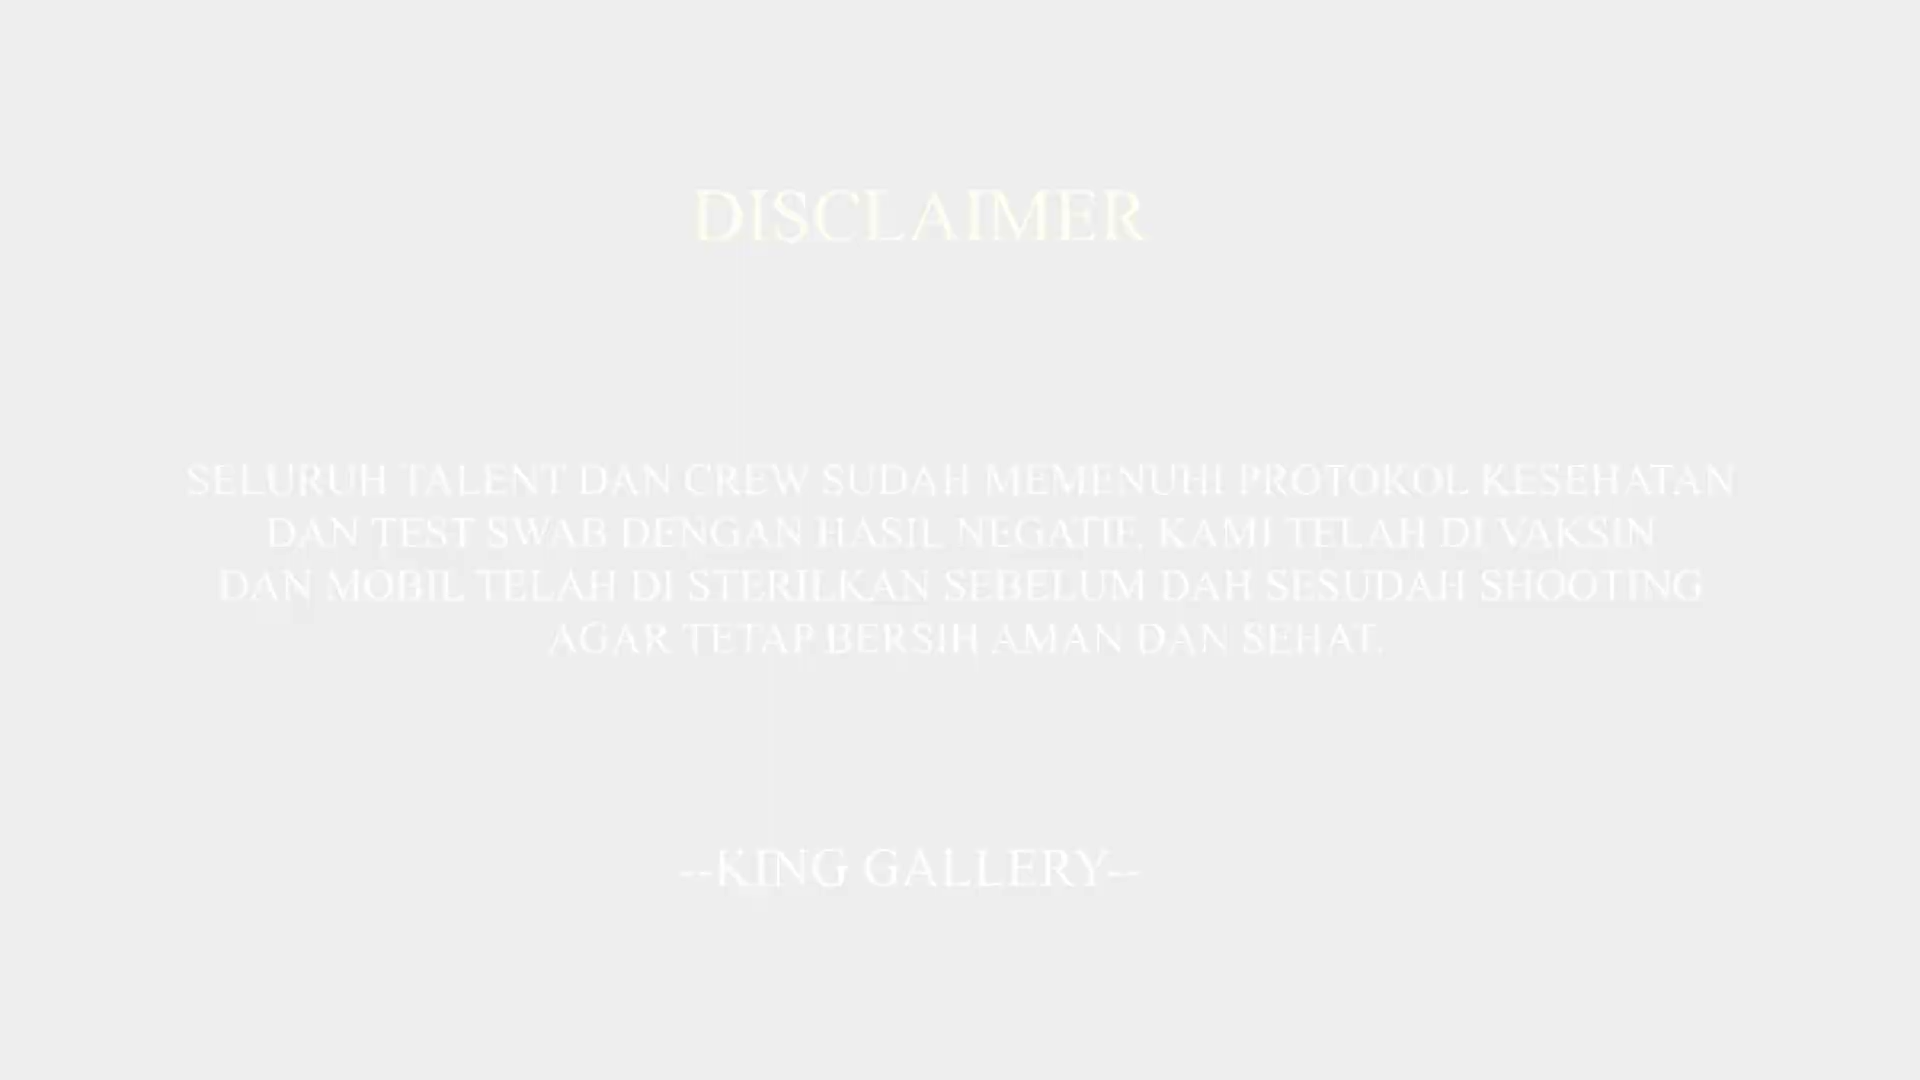 DISCLAIMER
SELURUH TALENT DAN CREW SUDAH MEMENUHI PROTOKOL KESEHATAN
DAN TEST SWAB DENGAN HASIL NEGATIF. KAMI TELAH DI VAKSIN
DAN MOBIL TELAH DI STERILKAN SEBELUM DAH SESUDAH SHOOTING
AGAR TETAP BERSIH AMAN DAN SEHAT.
--KING GALLERY--